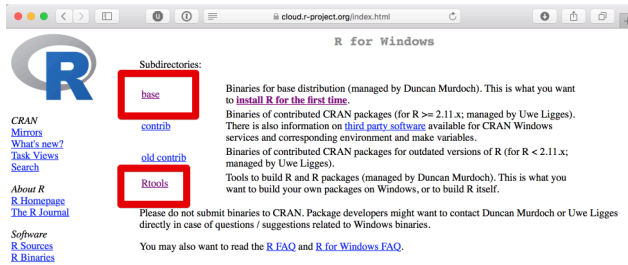 cloud.r-project.org/index.html
R for Windows
R
Subdirectories:
base
Binaries for base distribution (managed by Duncan Murdoch). This is what you want
to install R for the first time.
contrib
Binaries of contributed CRAN packages (for R >= 2.11.x; managed by Uwe Ligges).
There is also information on third party software available for CRAN Windows
services and corresponding environment and make variables.
old contrib
Binaries of contributed CRAN packages for outdated versions of R (for R < 2.11.x;
managed by Uwe Ligges).
Rtools
Tools to build R and R packages (managed by Duncan Murdoch). This is what you
want to build your own packages on Windows, or to build R itself.
CRAN
Mirrors
What's new?
Task Views
Search
About R
R Homepage
The R Journal
Software
R Sources
R Binaries
Please do not submit binaries to CRAN. Package developers might want to contact Duncan Murdoch or Uwe Ligges
directly in case of questions / suggestions related to Windows binaries.
You may also want to read the R FAQ and R for Windows FAQ.